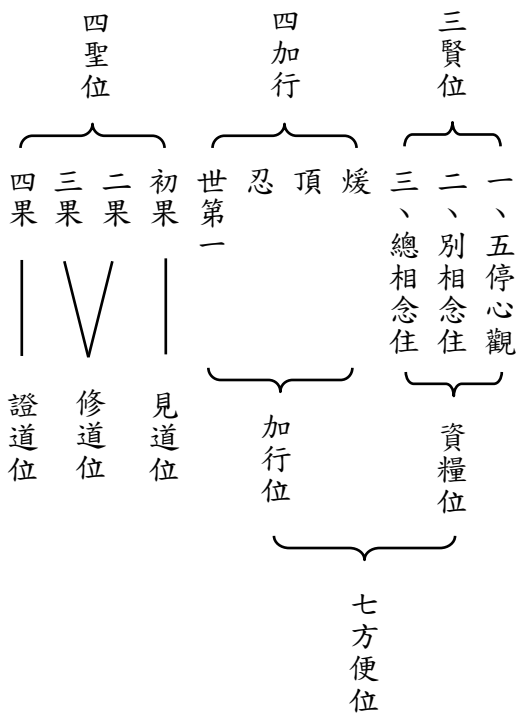 三賢位
四加行
四聖位
一、五停心觀
二、別相念住
三、總相念住
煖
頂
忍
世第一
初果
二果
三果
四果
資糧位
加行位
見道位
修道位
證道位
七方便位